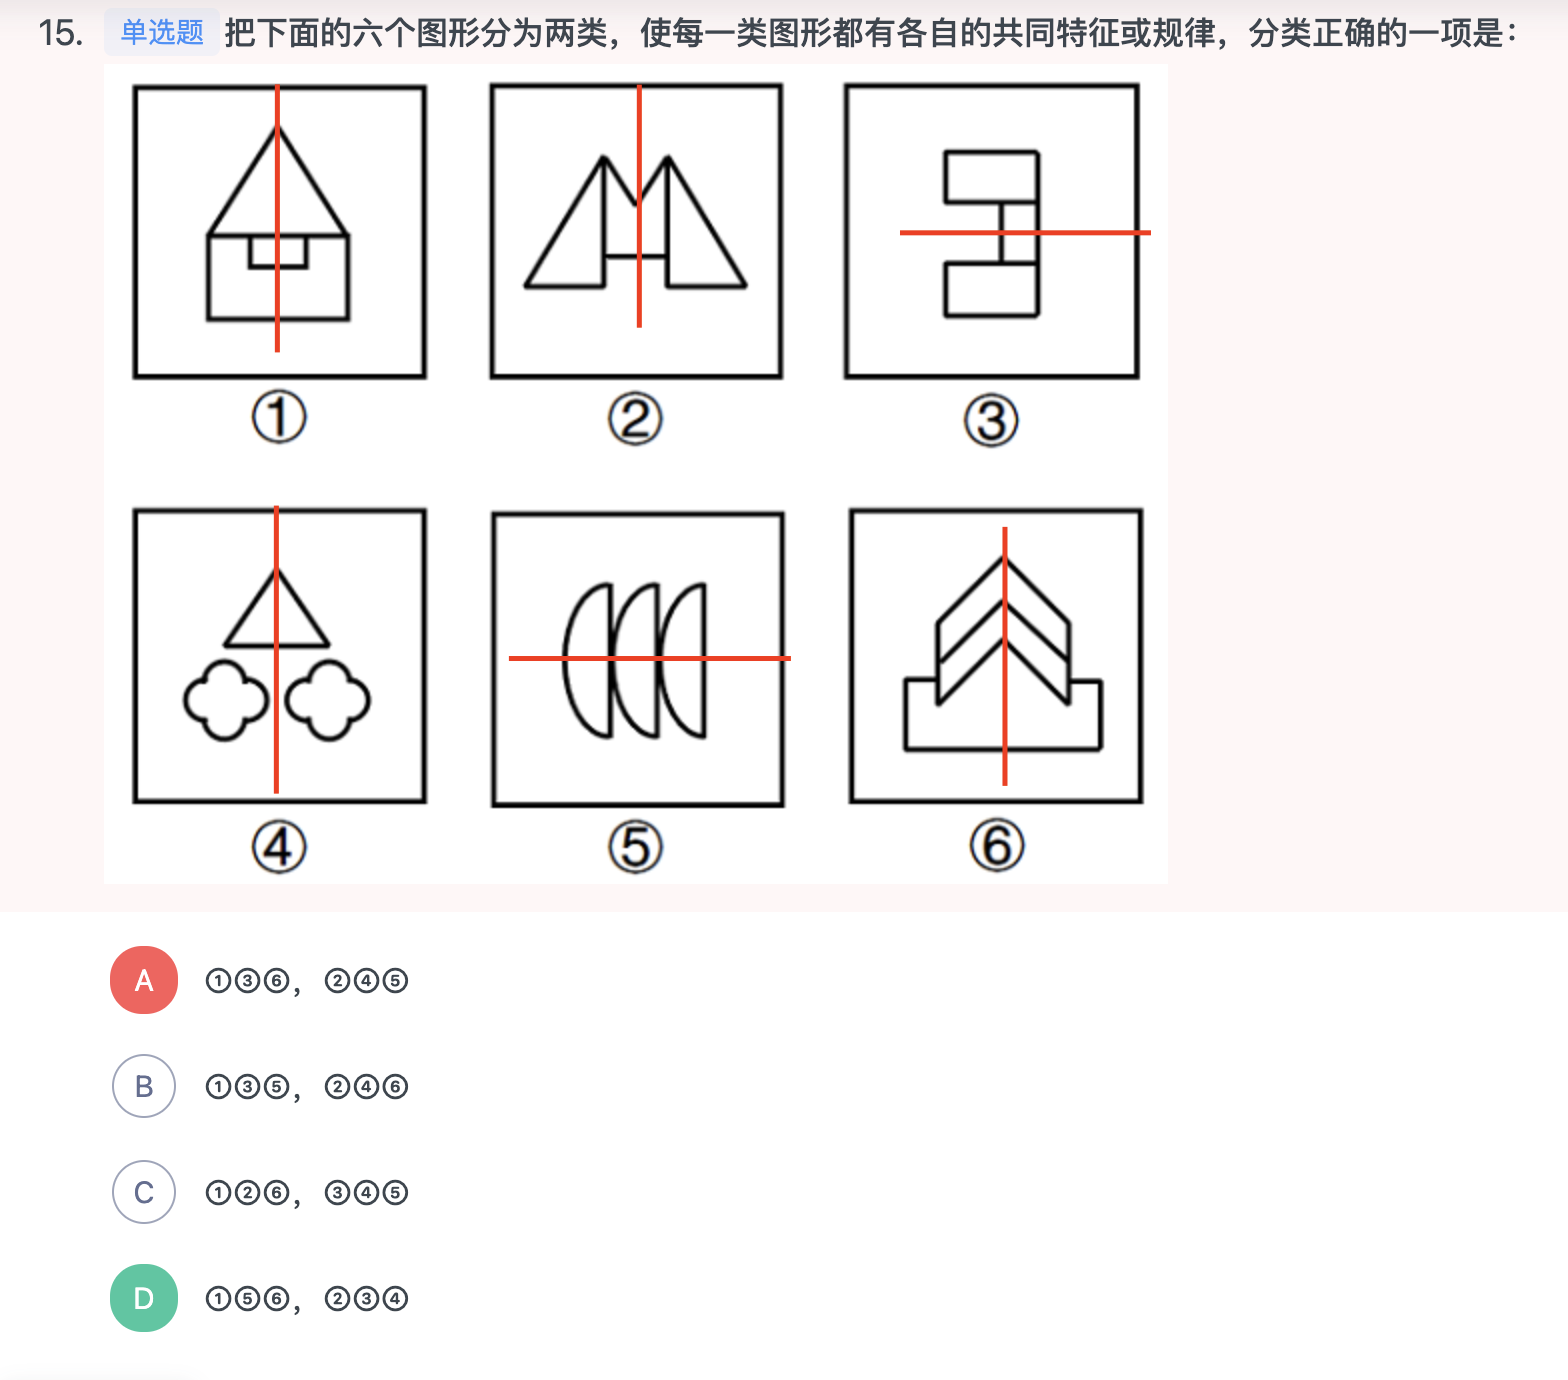 15. 单选题 把下面的六个图形分为两类，使每一类图形都有各自的共同特征或规律，分类正确的一项是：
① ② ③
④ ⑤ ⑥
A ①③⑥，②④⑤
B ①③⑤，②④⑥
C ①②⑥，③④⑤
D ①⑤⑥，②③④